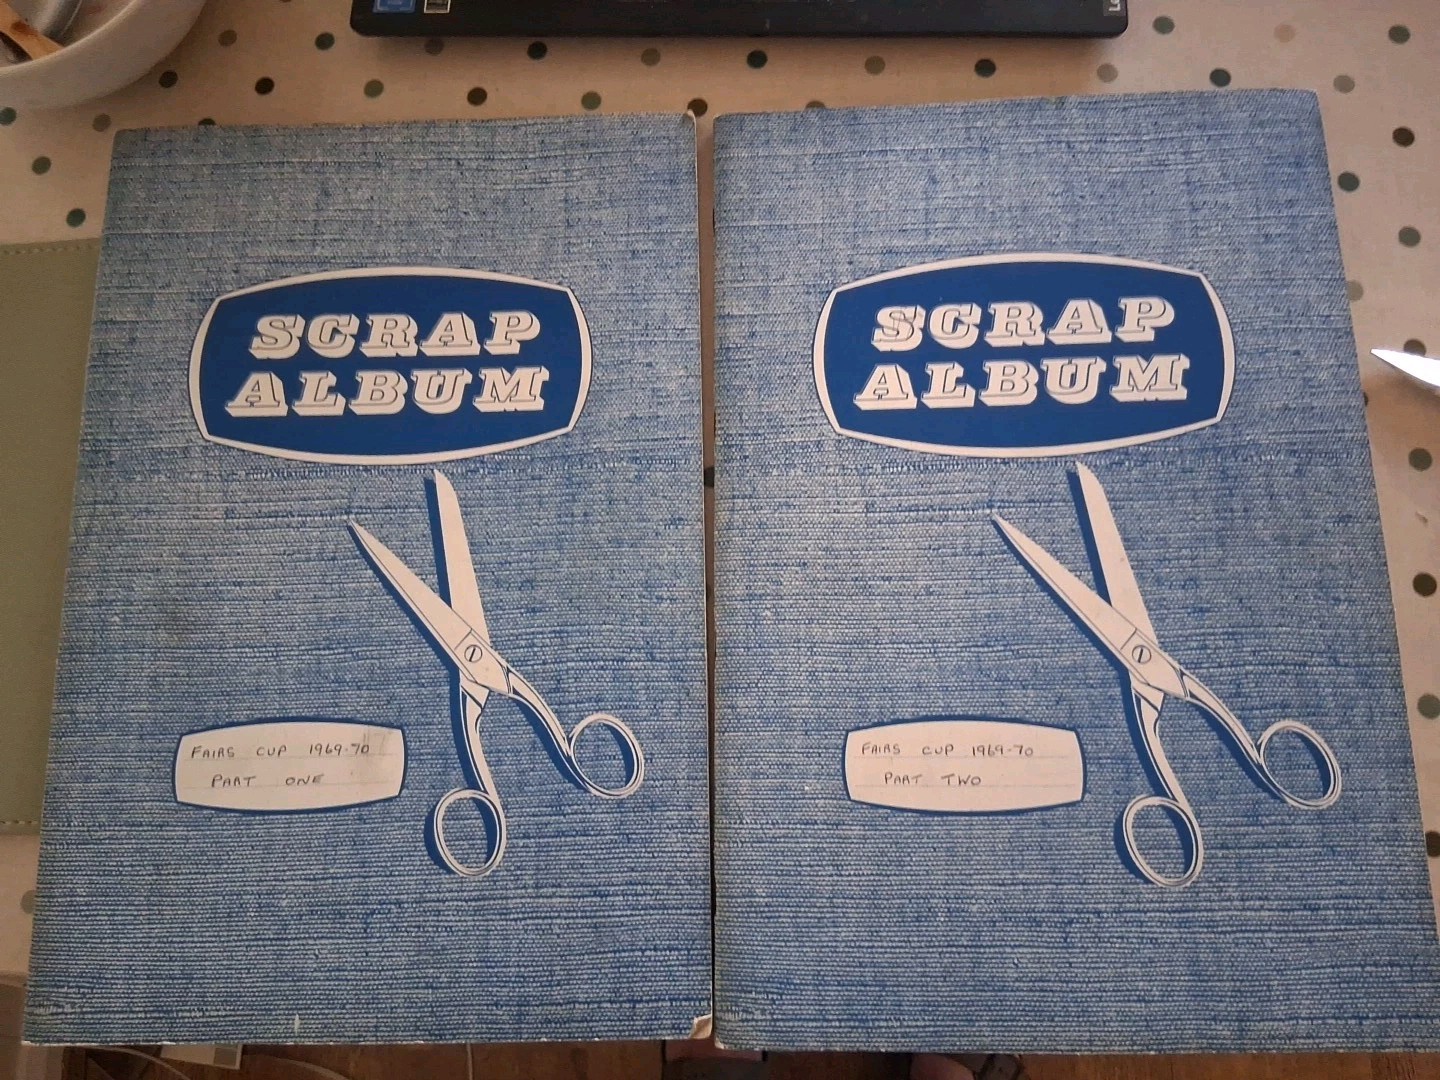 SCRAP
ALBUM
FAIRS CUP 1969-70
PART ONE
SCRAP
ALBUM
FAIRS CUP 1969-70
PART TWO